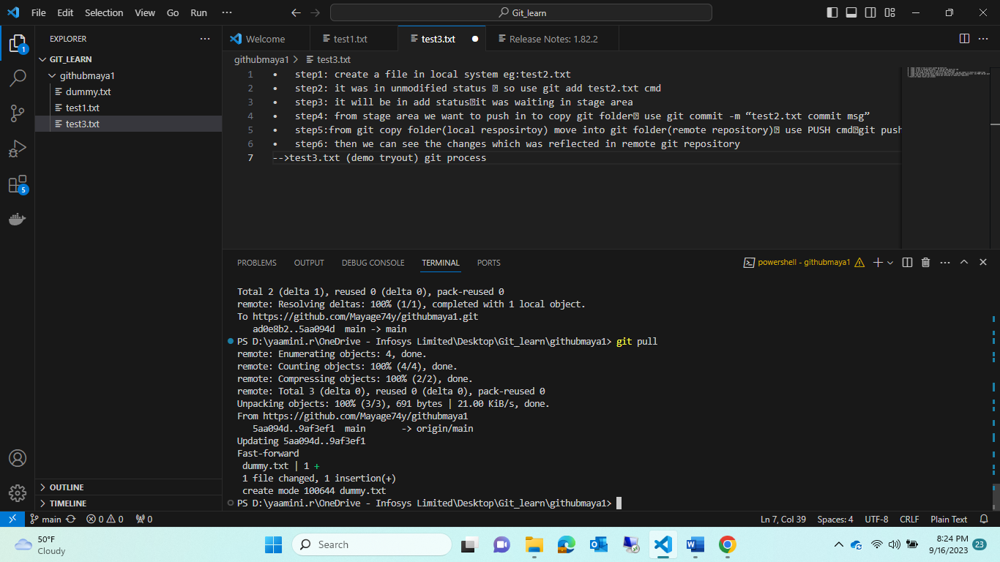 File Edit Selection View Go Run ···
Git_learn
EXPLORER ···
GIT_LEARN
githubmaya1
dummy.txt
test1.txt
test3.txt
OUTLINE
TIMELINE
1
5
Welcome test1.txt test3.txt Release Notes: 1.82.2
githubmaya1 > test3.txt
1 • step1: create a file in local system eg:test2.txt
2 • step2: it was in unmodified status  so use git add test2.txt cmd
3 • step3: it will be in add statusit was waiting in stage area
4 • step4: from stage area we want to push in to copy git folder use git commit -m “test2.txt commit msg”
5 • step5:from git copy folder(local resposirtoy) move into git folder(remote repository) use PUSH cmdgit push
6 • step6: then we can see the changes which was reflected in remote git repository
7 -->test3.txt (demo tryout) git process
PROBLEMS OUTPUT DEBUG CONSOLE TERMINAL PORTS
powershell - githubmaya1
Total 2 (delta 1), reused 0 (delta 0), pack-reused 0
remote: Resolving deltas: 100% (1/1), completed with 1 local object.
To https://github.com/Mayage74y/githubmaya1.git
ad0e8b2..5aa094d main -> main
PS D:\yaamini.r\OneDrive - Infosys Limited\Desktop\Git_learn\githubmaya1> git pull
remote: Enumerating objects: 4, done.
remote: Counting objects: 100% (4/4), done.
remote: Compressing objects: 100% (2/2), done.
remote: Total 3 (delta 0), reused 0 (delta 0), pack-reused 0
Unpacking objects: 100% (3/3), 691 bytes | 21.00 KiB/s, done.
From https://github.com/Mayage74y/githubmaya1
5aa094d..9af3ef1 main -> origin/main
Updating 5aa094d..9af3ef1
Fast-forward
dummy.txt | 1 +
1 file changed, 1 insertion(+)
create mode 100644 dummy.txt
PS D:\yaamini.r\OneDrive - Infosys Limited\Desktop\Git_learn\githubmaya1>
main 0 0 0 Ln 7, Col 39 Spaces: 4 UTF-8 CRLF Plain Text
50°F
Cloudy
Search
8:24 PM
9/16/2023
23